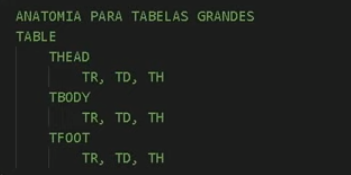 ANATOMIA PARA TABELAS GRANDES
TABLE
THEAD
TR, TD, TH
TBODY
TR, TD, TH
TFOOT
TR, TD, TH